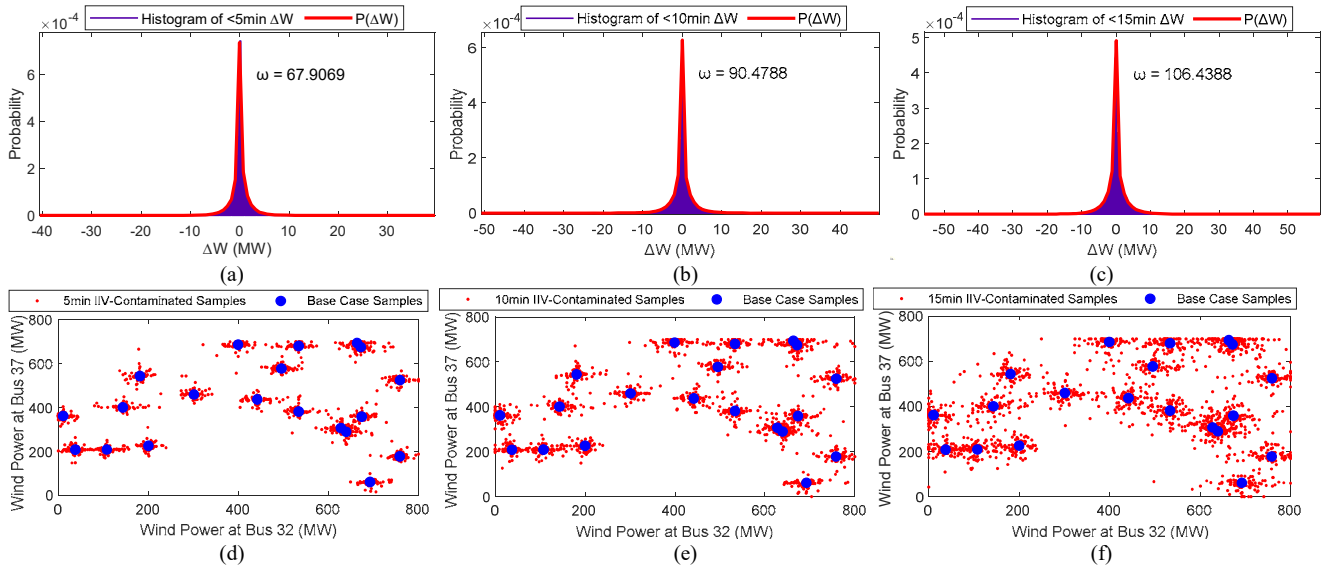 Histogram of <5min ΔW P(ΔW)
×10⁻⁴
ω = 67.9069
Probability
6
4
2
0
-40 -30 -20 -10 0 10 20 30
ΔW (MW)
(a)
Histogram of <10min ΔW P(ΔW)
×10⁻⁴
ω = 90.4788
Probability
6
4
2
0
-50 -40 -30 -20 -10 0 10 20 30 40
ΔW (MW)
(b)
Histogram of <15min ΔW P(ΔW)
×10⁻⁴
ω = 106.4388
Probability
5
4
3
2
1
0
-50 -40 -30 -20 -10 0 10 20 30 40 50
ΔW (MW)
(c)
5min IIV-Contaminated Samples Base Case Samples
Wind Power at Bus 37 (MW)
800
600
400
200
0
0 200 400 600 800
Wind Power at Bus 32 (MW)
(d)
10min IIV-Contaminated Samples Base Case Samples
Wind Power at Bus 37 (MW)
800
600
400
200
0
0 200 400 600 800
Wind Power at Bus 32 (MW)
(e)
15min IIV-Contaminated Samples Base Case Samples
Wind Power at Bus 37 (MW)
800
600
400
200
0
0 200 400 600 800
Wind Power at Bus 32 (MW)
(f)